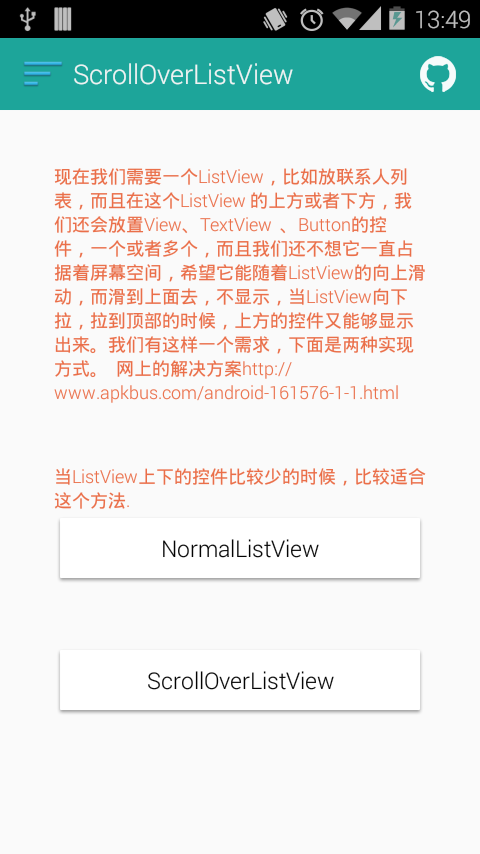 13:49
ScrollOverListView
现在我们需要一个ListView，比如放联系人列
表，而且在这个ListView 的上方或者下方，我
们还会放置View、TextView 、Button的控
件，一个或者多个，而且我们还不想它一直占
据着屏幕空间，希望它能随着ListView的向上滑
动，而滑到上面去，不显示，当ListView向下
拉，拉到顶部的时候，上方的控件又能够显示
出来。我们有这样一个需求，下面是两种实现
方式。 网上的解决方案http://
www.apkbus.com/android-161576-1-1.html
当ListView上下的控件比较少的时候，比较适合
这个方法.
NormalListView
ScrollOverListView